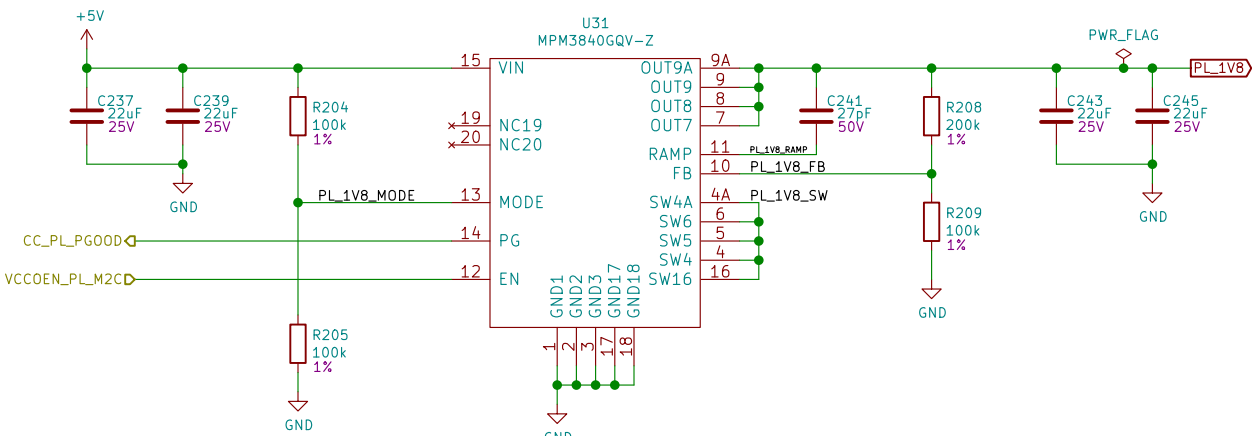 +5V
U31
MPM3840GQV-Z
PWR_FLAG
15 VIN
OUT9A 9A
PL_1V8
C237
22uF
25V
C239
22uF
25V
R204
100k
1%
OUT9 9
OUT8 8
OUT7 7
C241
27pF
50V
R208
200k
1%
C243
22uF
25V
C245
22uF
25V
19 NC19
20 NC20
RAMP 11 PL_1V8_RAMP
FB 10 PL_1V8_FB
GND
PL_1V8_MODE 13 MODE
SW4A 4A PL_1V8_SW
SW6 6
R209
100k
1%
GND
CC_PL_PGOOD 14 PG
SW5 5
SW4 4
VCCOEN_PL_M2C 12 EN
SW16 16
GND1
GND2
GND3
GND17
GND18
GND
R205
100k
1%
1
2
3
17
18
GND
GND